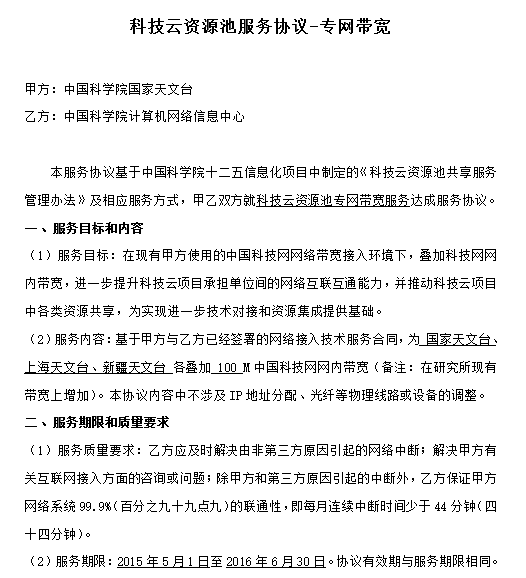 科技云资源池服务协议-专网带宽
甲方：中国科学院国家天文台
乙方：中国科学院计算机网络信息中心
本服务协议基于中国科学院十二五信息化项目中制定的《科技云资源池共享服务
管理办法》及相应服务方式，甲乙双方就科技云资源池专网带宽服务达成服务协议。
一、服务目标和内容
（1）服务目标：在现有甲方使用的中国科技网网络带宽接入环境下，叠加科技网网
内带宽，进一步提升科技云项目承担单位间的网络互联互通能力，并推动科技云项目
中各类资源共享，为实现进一步技术对接和资源集成提供基础。
（2）服务内容：基于甲方与乙方已经签署的网络接入技术服务合同，为 国家天文台、
上海天文台、新疆天文台 各叠加 100 M中国科技网网内带宽（备注：在研究所现有
带宽上增加）。本协议内容中不涉及IP地址分配、光纤等物理线路或设备的调整。
二、服务期限和质量要求
（1）服务质量要求：乙方应及时解决由非第三方原因引起的网络中断；解决甲方有
关互联网接入方面的咨询或问题；除甲方和第三方原因引起的中断外，乙方保证甲方
网络系统99.9%(百分之九十九点九)的联通性，即每月连续中断时间少于44分钟（四
十四分钟）。
（2）服务期限：2015年5月1日至2016年6月30日。协议有效期与服务期限相同。